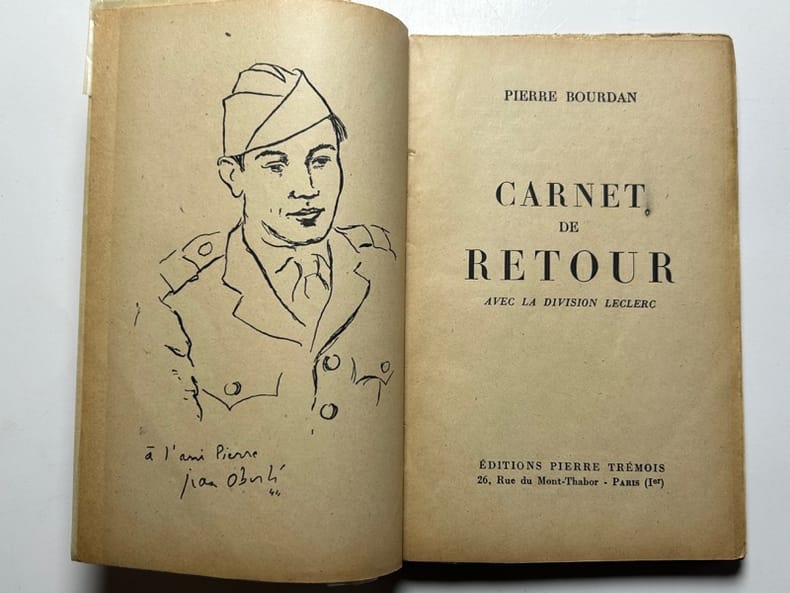 à l'ami Pierre
jean Oberlé
44
PIERRE BOURDAN
CARNET
DE
RETOUR
AVEC LA DIVISION LECLERC
ÉDITIONS PIERRE TRÉMOIS
26, Rue du Mont-Thabor - PARIS (Ier)